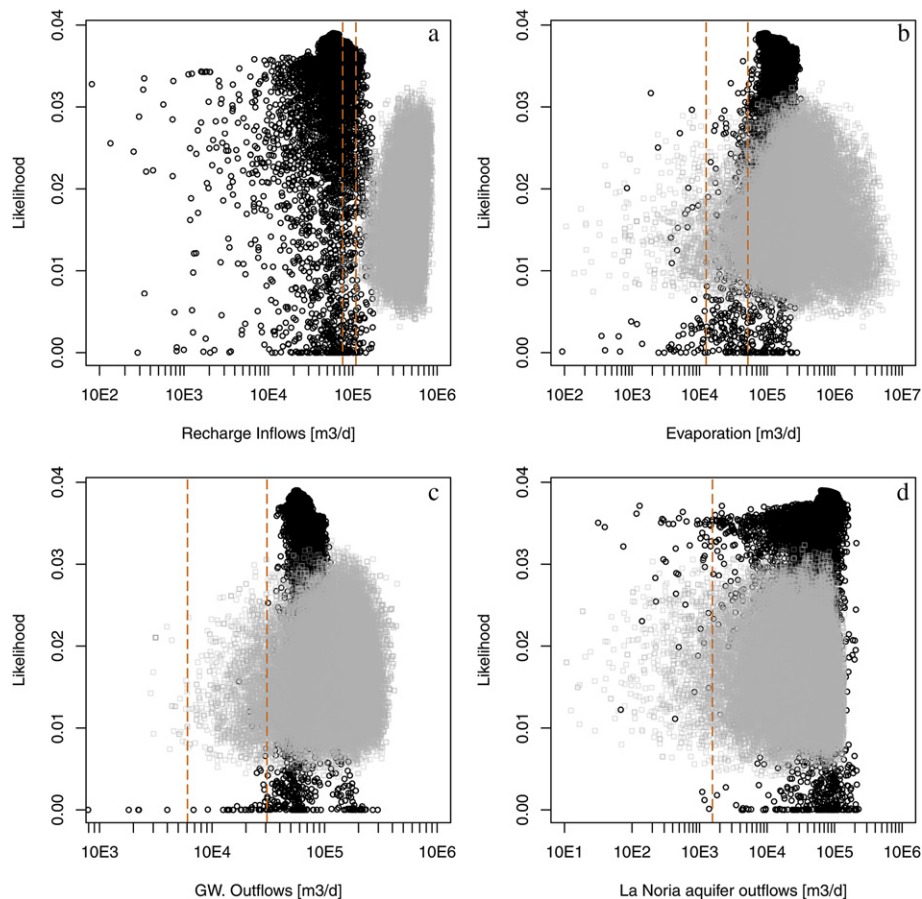 a
Likelihood
0.04
0.03
0.02
0.01
0.00
10E2 10E3 10E4 10E5 10E6
Recharge Inflows [m3/d]
b
Likelihood
0.04
0.03
0.02
0.01
0.00
10E2 10E3 10E4 10E5 10E6 10E7
Evaporation [m3/d]
c
Likelihood
0.04
0.03
0.02
0.01
0.00
10E3 10E4 10E5 10E6
GW. Outflows [m3/d]
d
Likelihood
0.04
0.03
0.02
0.01
0.00
10E1 10E2 10E3 10E4 10E5 10E6
La Noria aquifer outflows [m3/d]